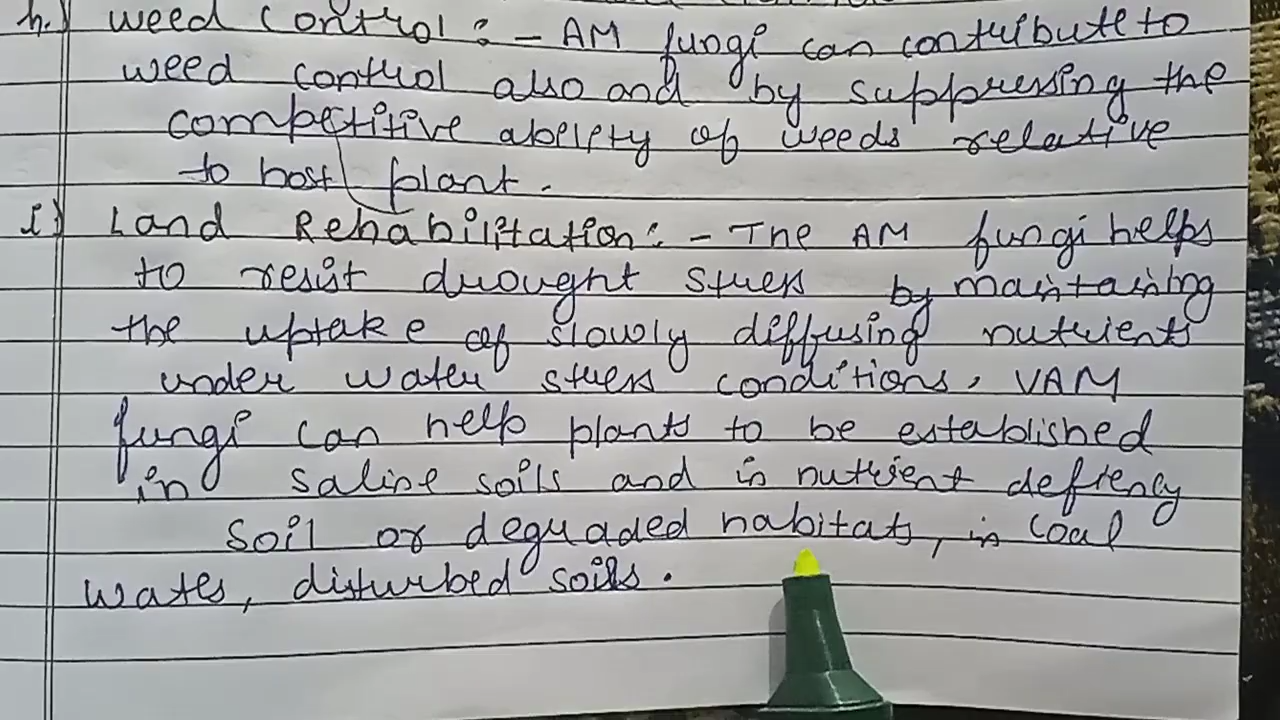 h.) Weed Control :- AM fungi can contribute to
weed control also and by suppressing the
competitive ability of weeds relative
to host plant.
i) Land Rehabilitation :- The AM fungi helps
to resist drought stress by maintaining
the uptake of slowly diffusing nutrients
under water stress conditions, VAM
fungi can help plants to be established
in saline soils and in nutrient defiency
soil or degraded habitats, in coal
wates, disturbed soils.